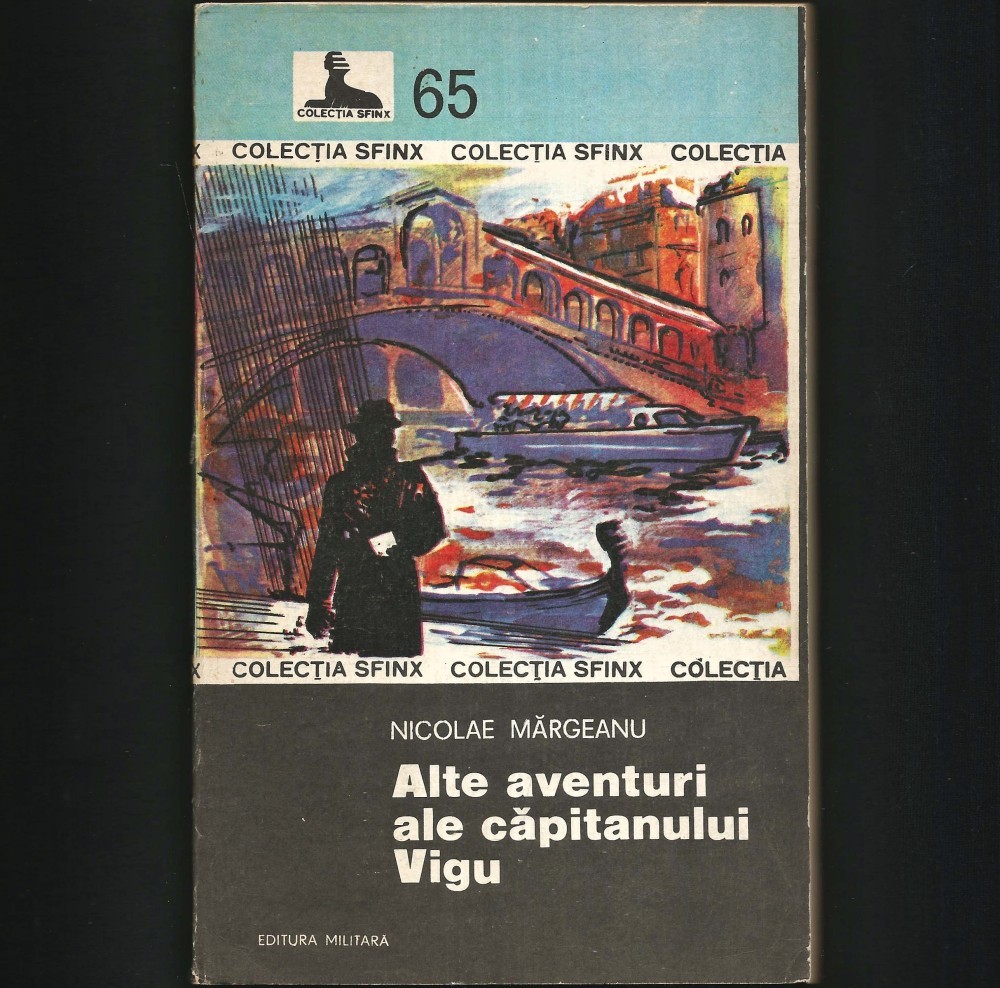 COLECȚIA SFINX
65
X COLECȚIA SFINX COLECȚIA SFINX COLECȚIA
X COLECȚIA SFINX COLECȚIA SFINX COLECȚIA
NICOLAE MĂRGEANU
Alte aventuri
ale căpitanului
Vigu
EDITURA MILITARĂ